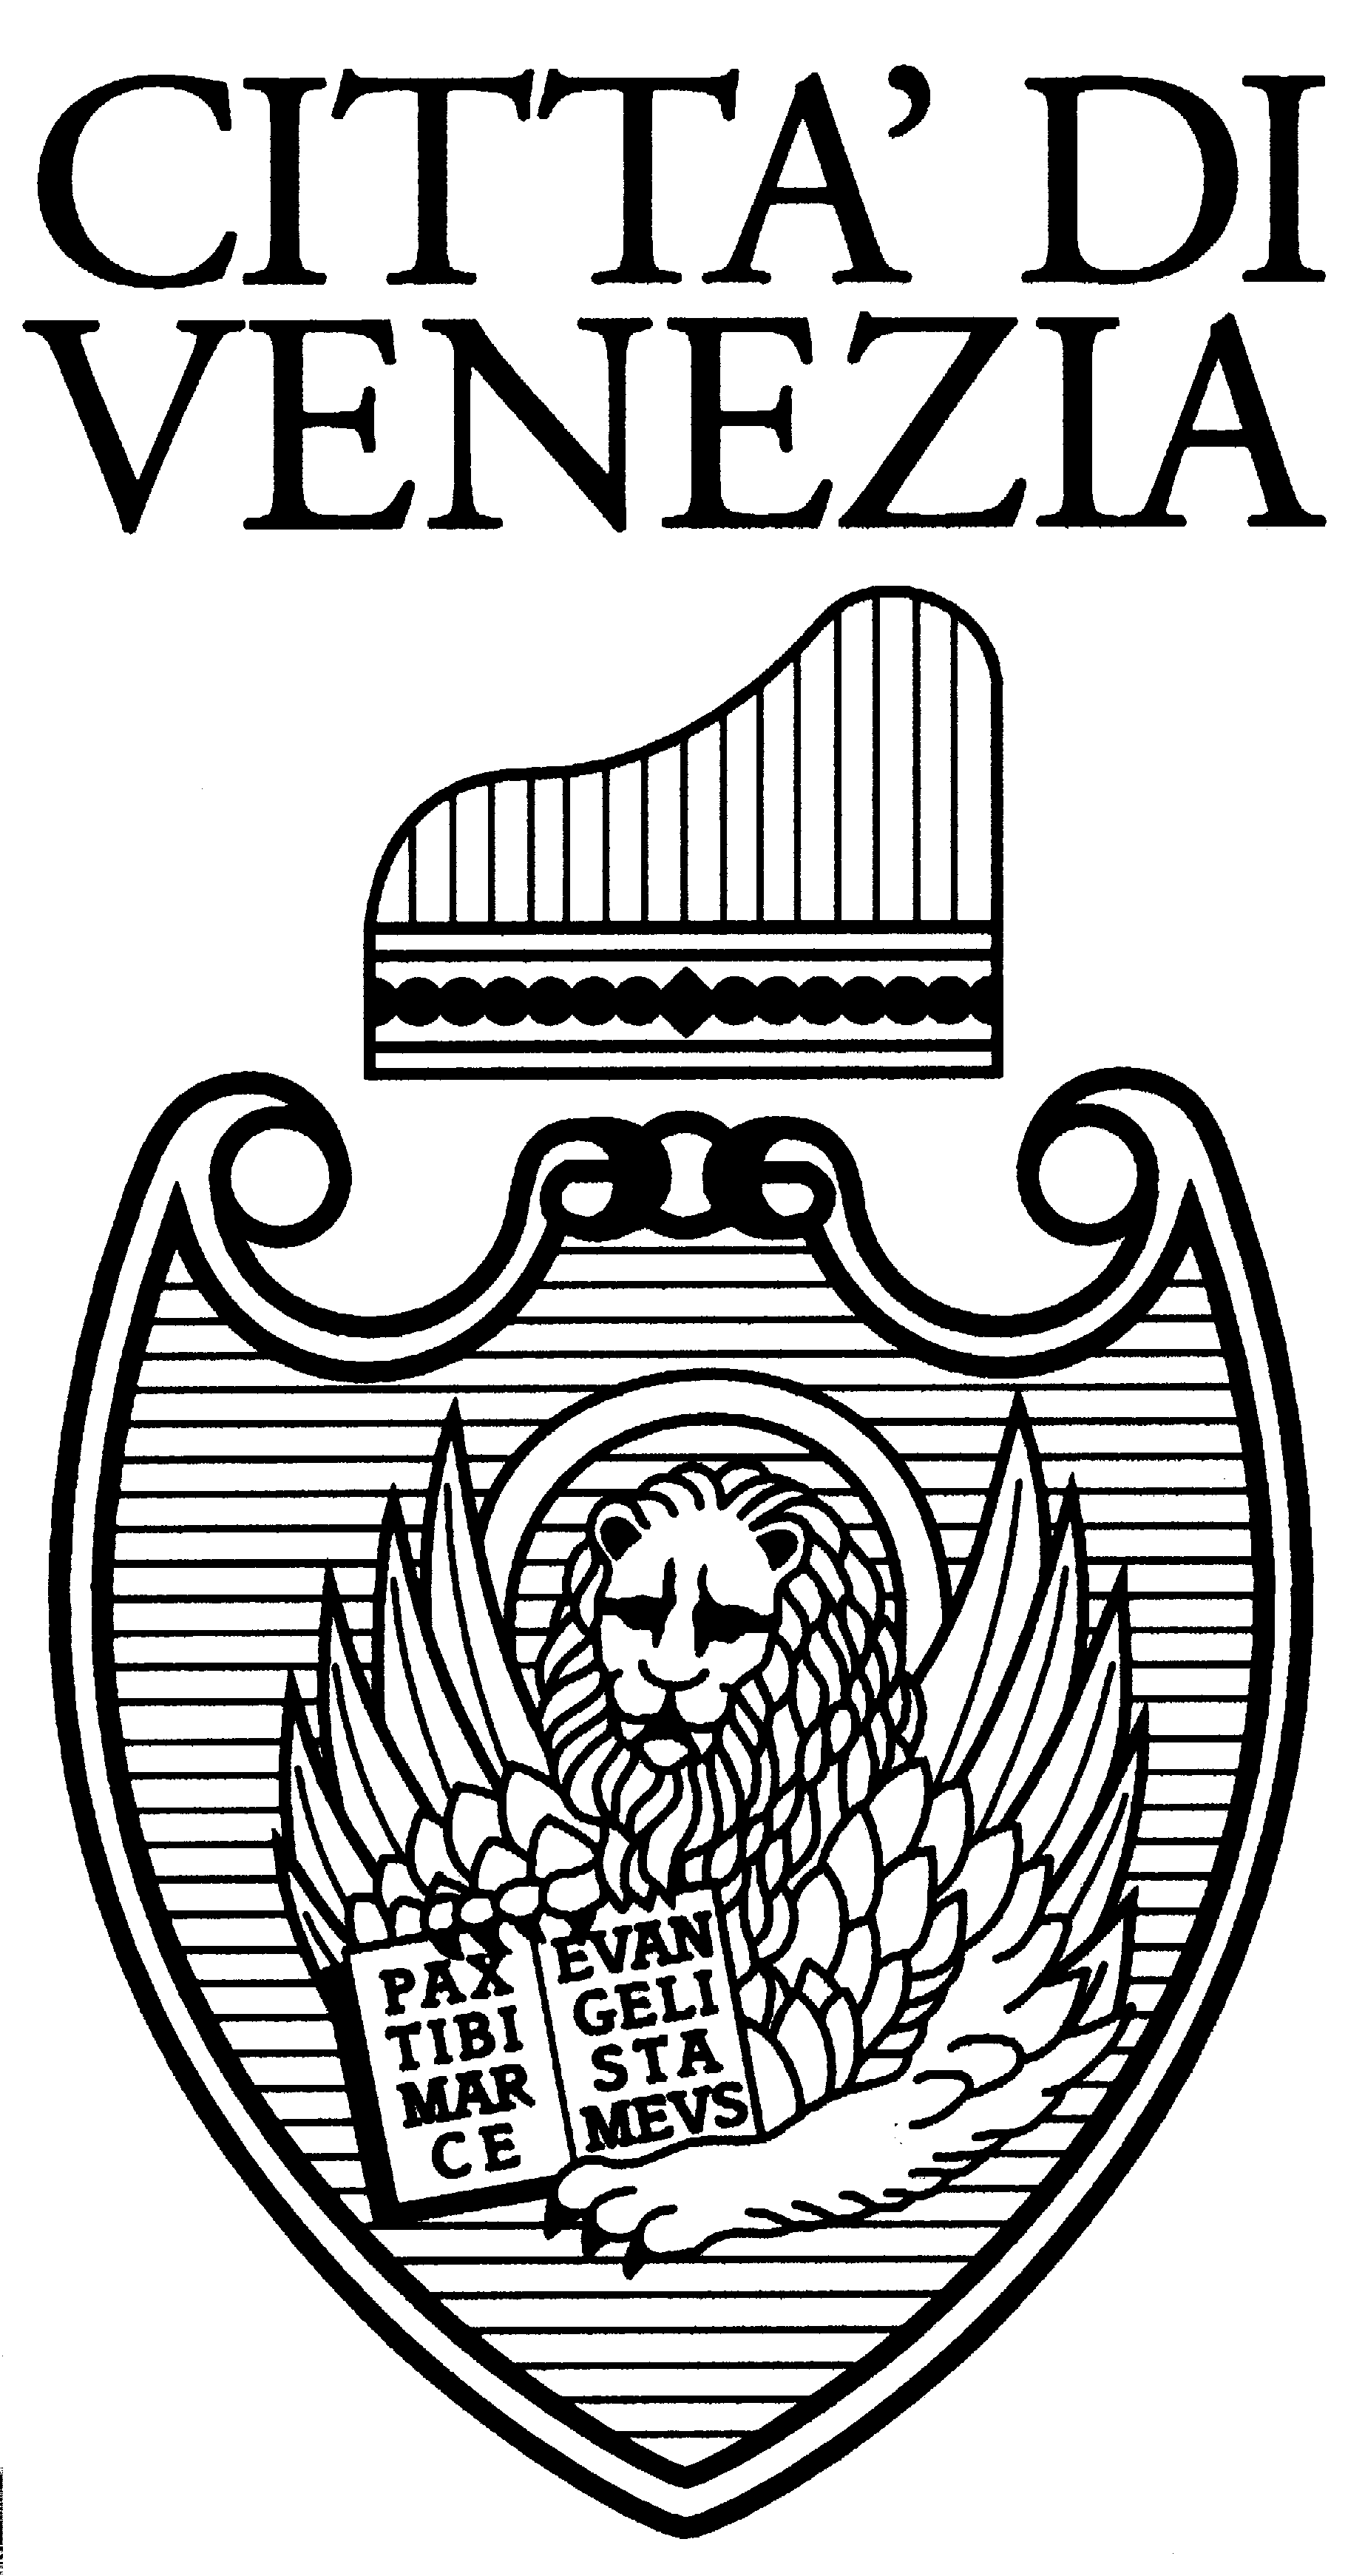 CITTA' DI
VENEZIA
PAX
TIBI
MAR
CE
EVAN
GELI
STA
MEVS